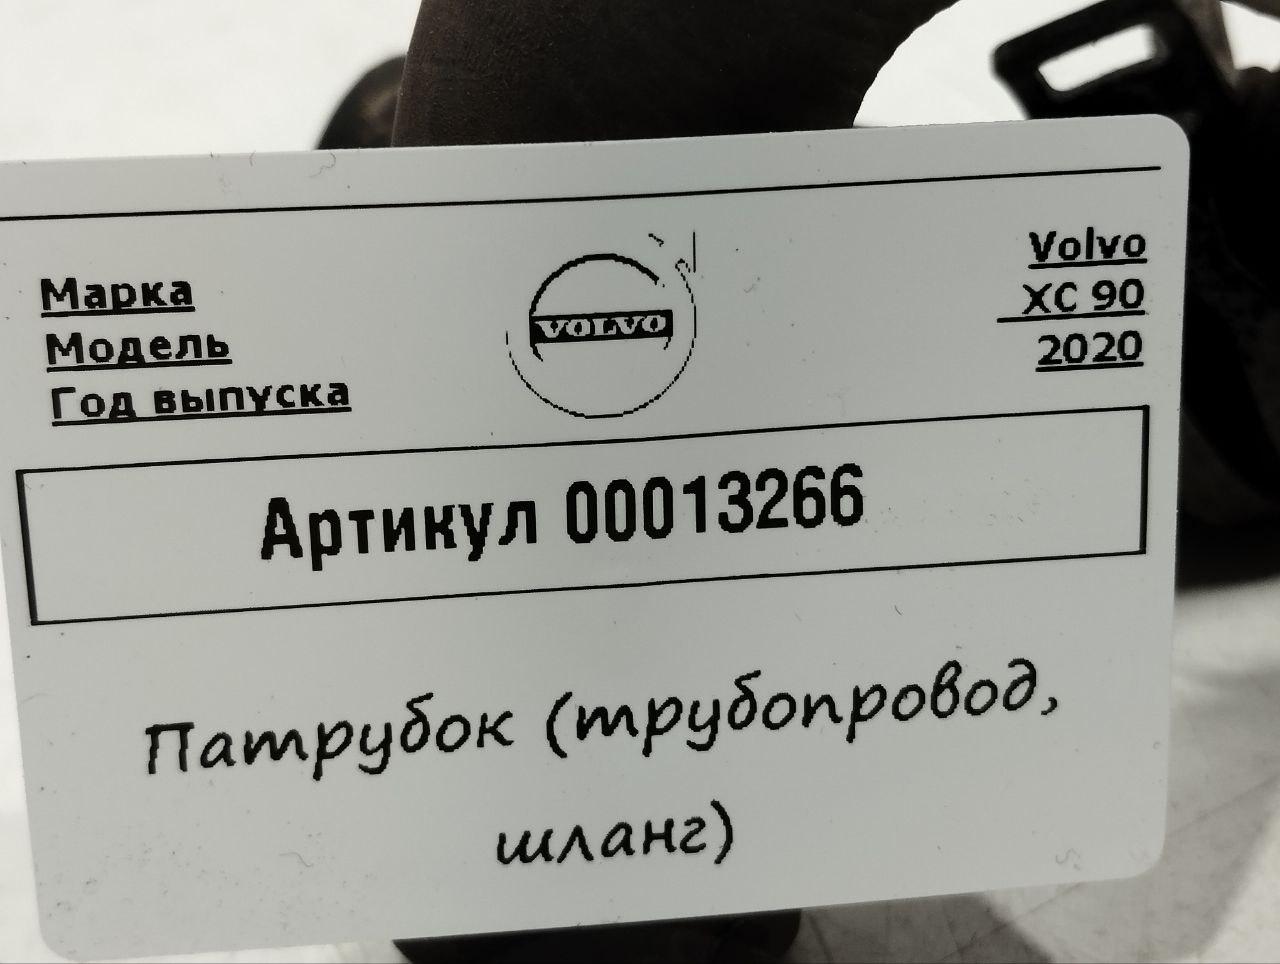 Марка
Модель
Год выпуска
VOLVO
Volvo
XC 90
2020
Артикул 00013266
Патрубок (трубопровод,
шланг)